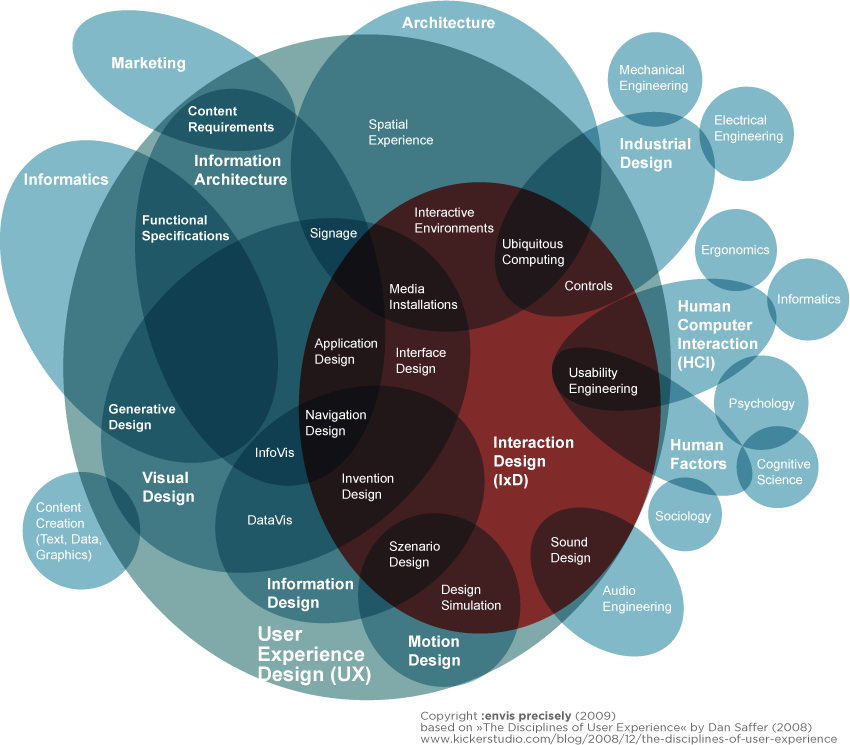 Architecture
Marketing
Mechanical
Engineering
Content
Requirements
Spatial
Experience
Electrical
Engineering
Industrial
Design
Information
Architecture
Informatics
Functional
Specifications
Signage
Interactive
Environments
Ubiquitous
Computing
Ergonomics
Controls
Media
Installations
Informatics
Human
Computer
Interaction
(HCI)
Application
Design
Interface
Design
Usability
Engineering
Psychology
Generative
Design
Navigation
Design
Interaction
Design
(IxD)
Human
Factors
InfoVis
Cognitive
Science
Visual
Design
Invention
Design
Content
Creation
(Text, Data,
Graphics)
DataVis
Sociology
Szenario
Design
Sound
Design
Information
Design
Design
Simulation
Audio
Engineering
User
Experience
Design (UX)
Motion
Design
Copyright :envis precisely (2009)
based on »The Disciplines of User Experience« by Dan Saffer (2008)
www.kickerstudio.com/blog/2008/12/the-disciplines-of-user-experience